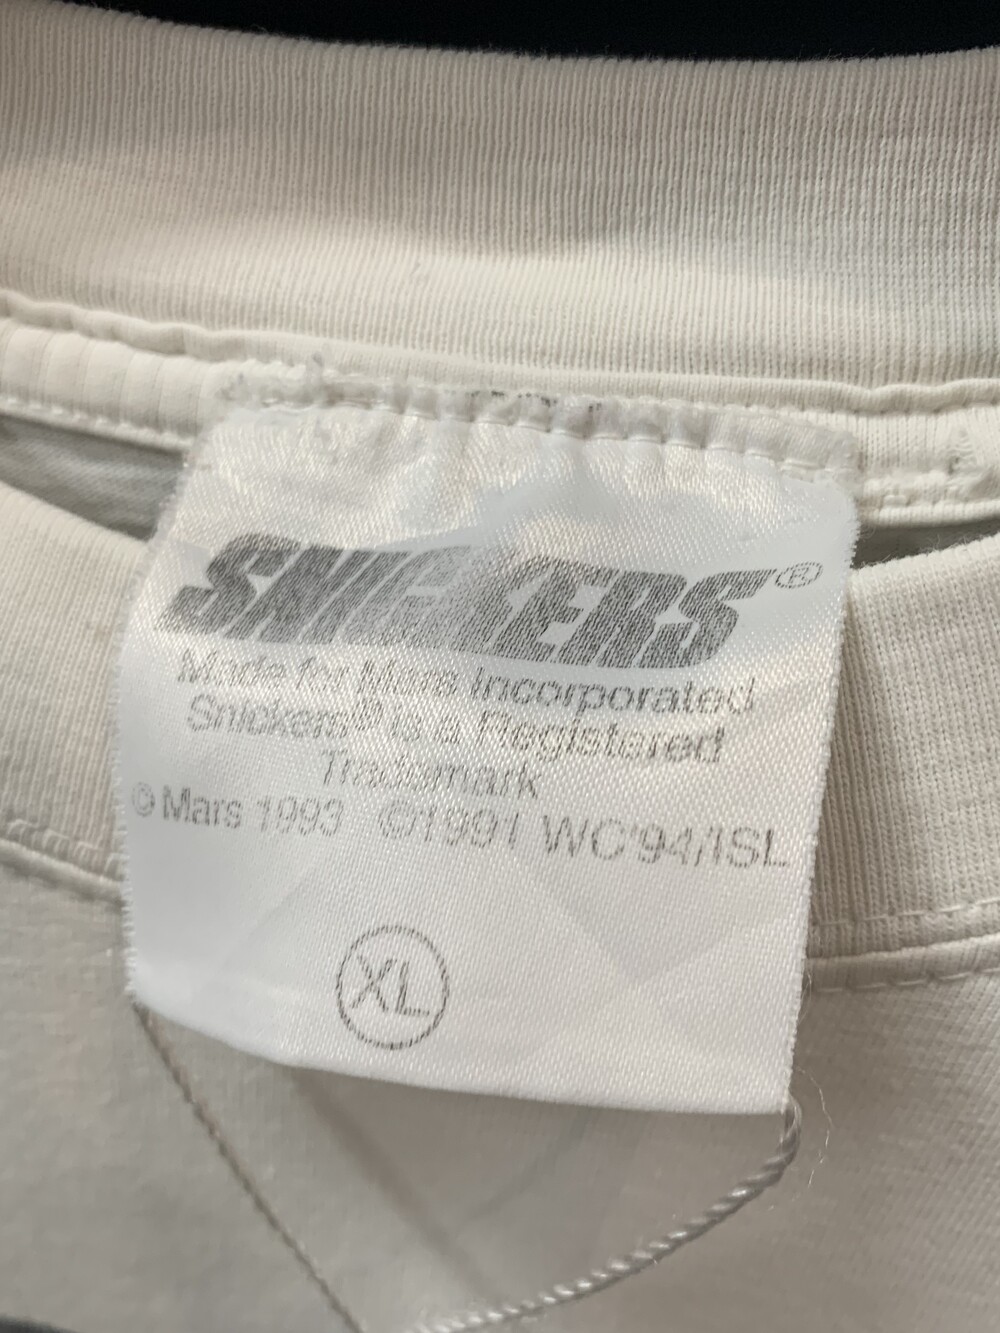 SNICKERS®
Made for Mars Incorporated
Snickers® is a Registered
Trademark
© Mars 1993 ©1991 WC'94/ISL
XL